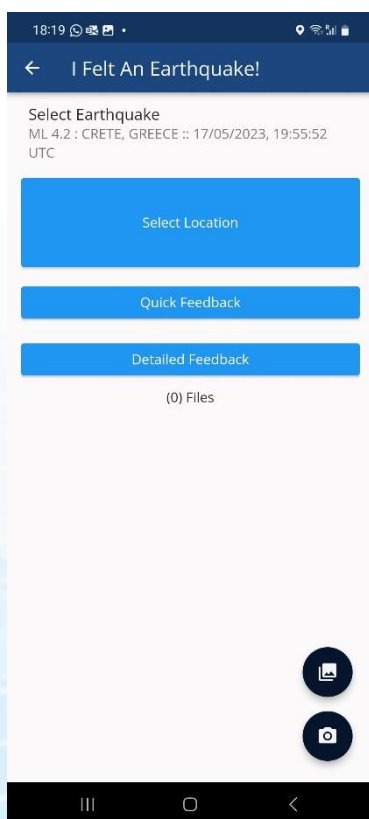 18:19
I Felt An Earthquake!
Select Earthquake
ML 4.2 : CRETE, GREECE :: 17/05/2023, 19:55:52
UTC
Select Location
Quick Feedback
Detailed Feedback
(0) Files